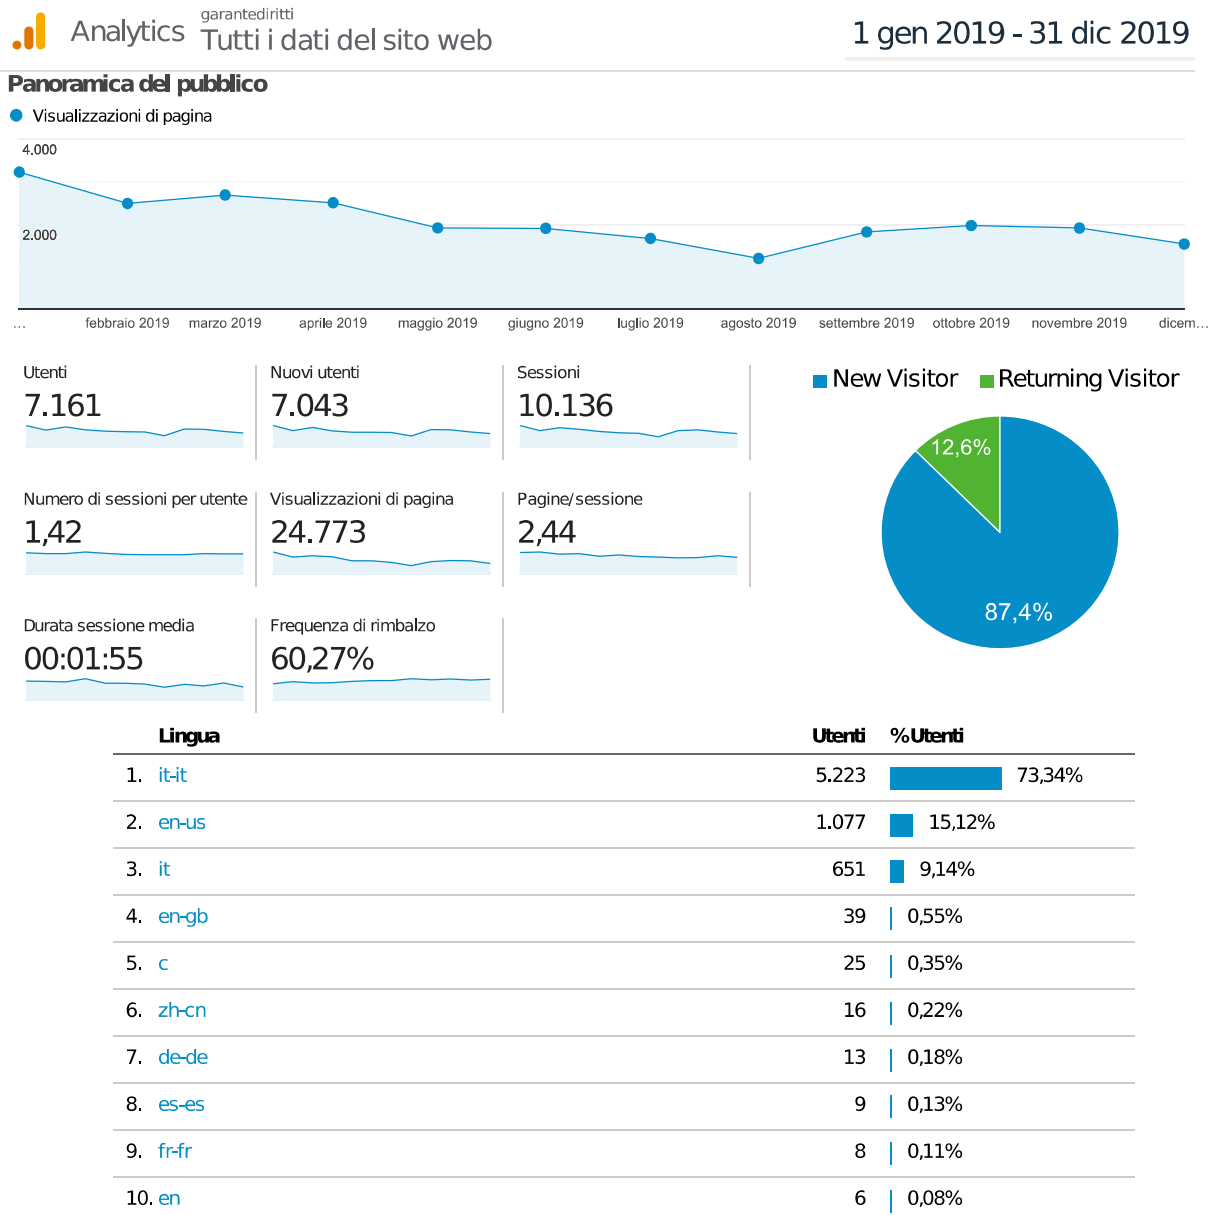 Analytics
garantediritti
Tutti i dati del sito web
1 gen 2019 - 31 dic 2019
Panoramica del pubblico
Visualizzazioni di pagina
4.000
2.000
… febbraio 2019 marzo 2019 aprile 2019 maggio 2019 giugno 2019 luglio 2019 agosto 2019 settembre 2019 ottobre 2019 novembre 2019 dicem…
Utenti
7.161
Nuovi utenti
7.043
Sessioni
10.136
Numero di sessioni per utente
1,42
Visualizzazioni di pagina
24.773
Pagine/sessione
2,44
Durata sessione media
00:01:55
Frequenza di rimbalzo
60,27%
New Visitor Returning Visitor
12,6%
87,4%
Lingua Utenti % Utenti
1. it-it 5.223 73,34%
2. en-us 1.077 15,12%
3. it 651 9,14%
4. en-gb 39 0,55%
5. c 25 0,35%
6. zh-cn 16 0,22%
7. de-de 13 0,18%
8. es-es 9 0,13%
9. fr-fr 8 0,11%
10. en 6 0,08%